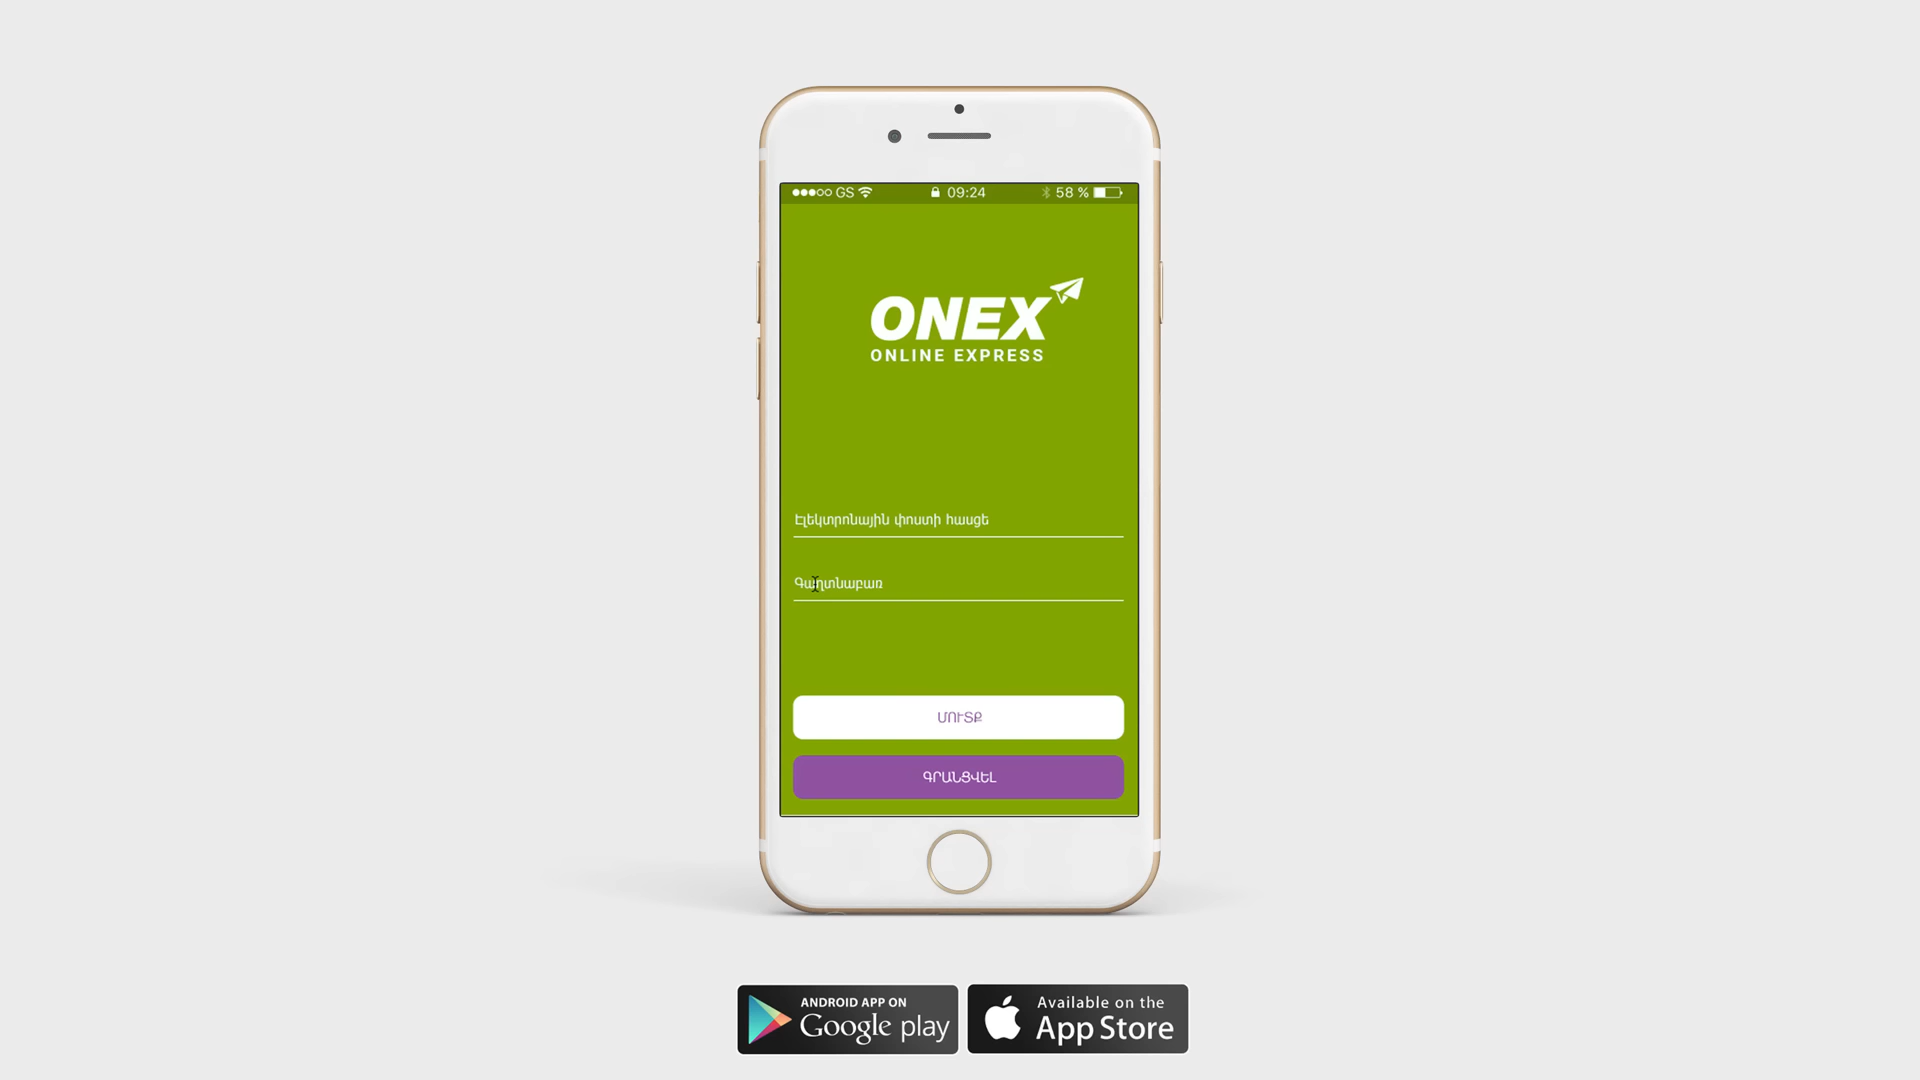 GS 09:24 58 %
ONEX
ONLINE EXPRESS
Էլեկտրոնային փոստի հասցե
Գաղտնաբառ
ՄՈՒՏՔ
ԳՐԱՆՑՎԵԼ
ANDROID APP ON
Google play
Available on the
App Store